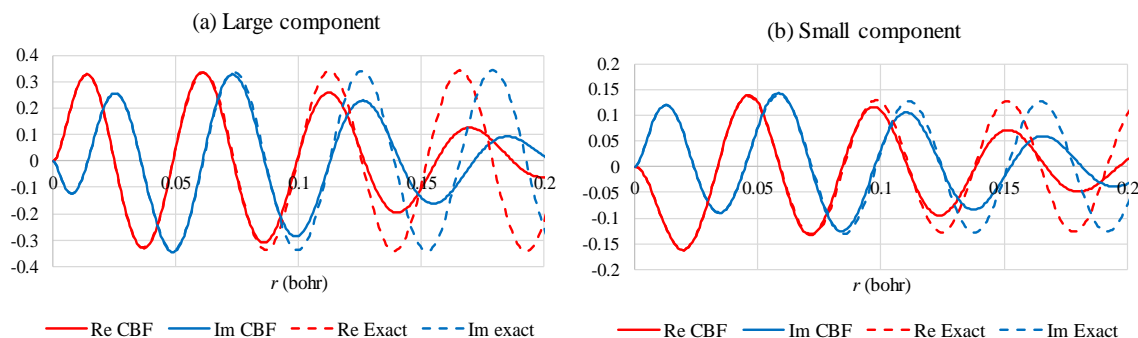 (a) Large component
0.4
0.3
0.2
0.1
0
-0.1
-0.2
-0.3
-0.4
0 0.05 0.1 0.15 0.2
r (bohr)
Re CBF Im CBF Re Exact Im exact
(b) Small component
0.2
0.15
0.1
0.05
0
-0.05
-0.1
-0.15
-0.2
0 0.05 0.1 0.15 0.2
r (bohr)
Re CBF Im CBF Re Exact Im Exact